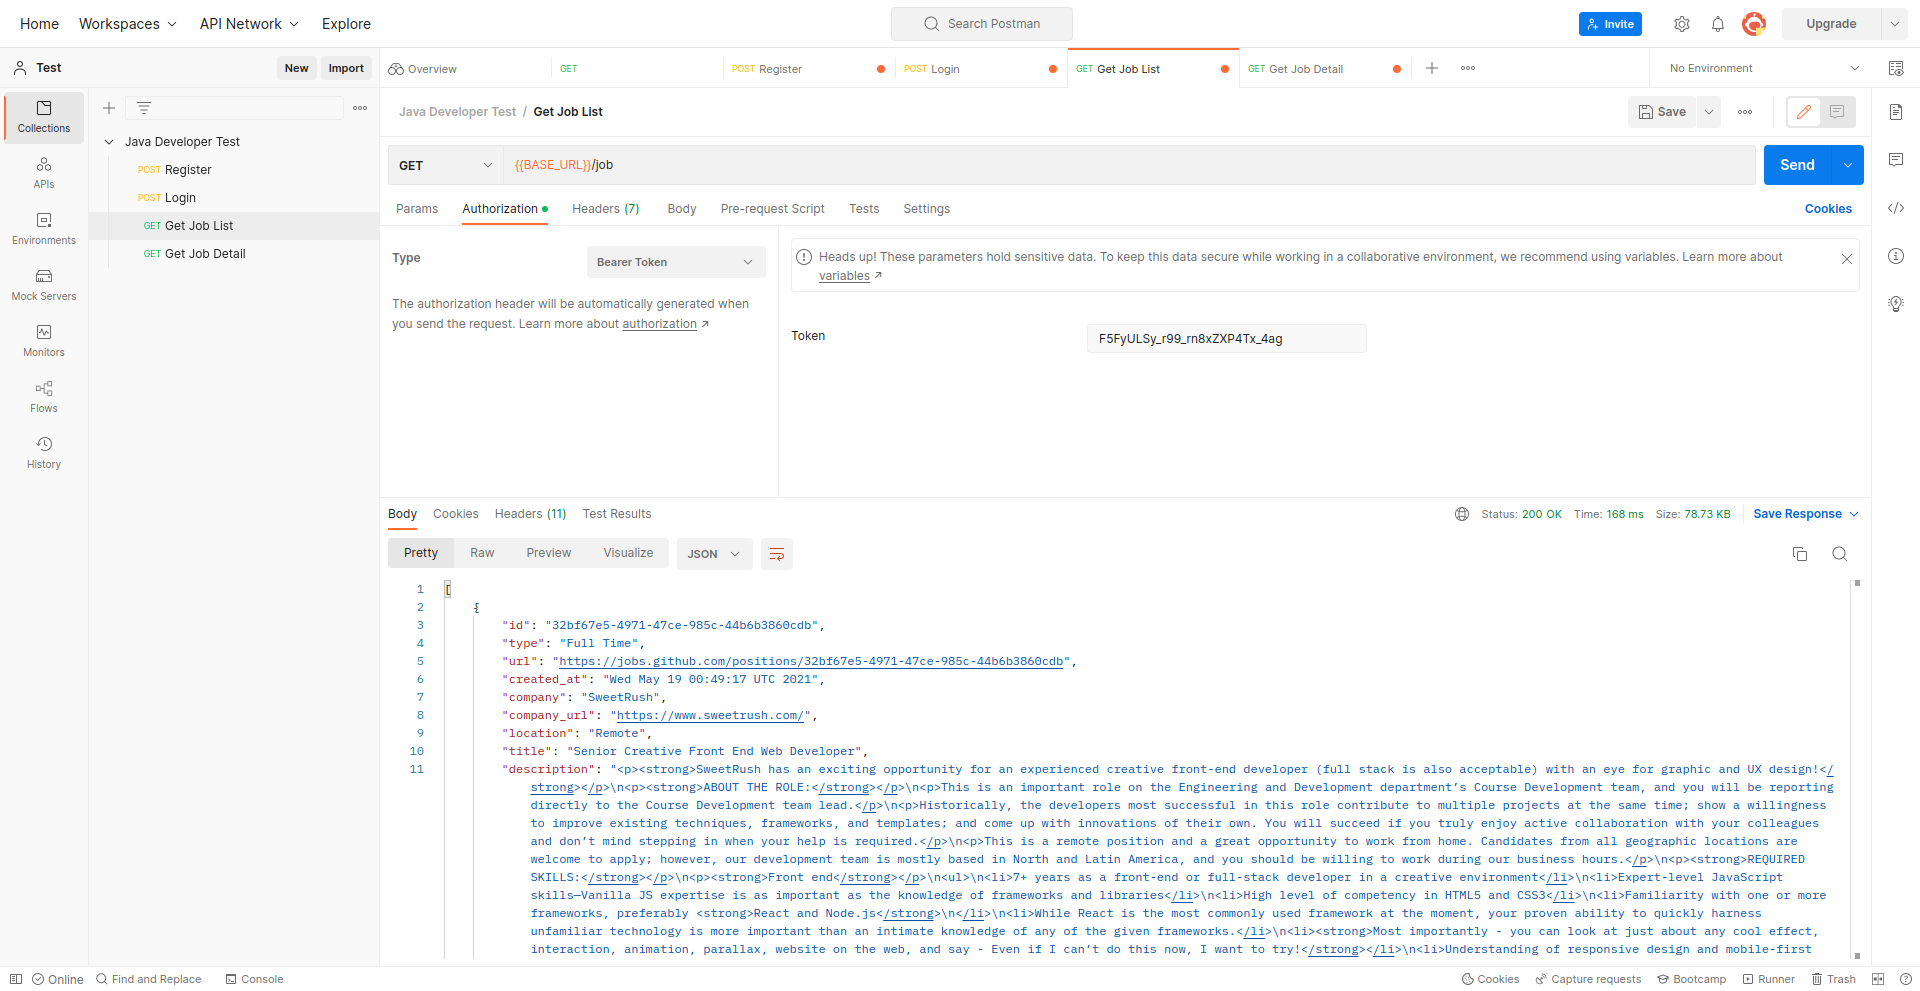 Home Workspaces API Network Explore
Search Postman
Invite
Upgrade
Test
New Import
Overview
GET
POST Register
POST Login
GET Get Job List
GET Get Job Detail
No Environment
Collections
APIs
Environments
Mock Servers
Monitors
Flows
History
Java Developer Test
POST Register
POST Login
GET Get Job List
GET Get Job Detail
Java Developer Test / Get Job List
Save
GET {{BASE_URL}}/job
Send
Params Authorization Headers (7) Body Pre-request Script Tests Settings
Cookies
Type
Bearer Token
The authorization header will be automatically generated when
you send the request. Learn more about authorization ↗
Heads up! These parameters hold sensitive data. To keep this data secure while working in a collaborative environment, we recommend using variables. Learn more about
variables ↗
Token
F5FyULSy_r99_rn8xZXP4Tx_4ag
Body Cookies Headers (11) Test Results
Status: 200 OK Time: 168 ms Size: 78.73 KB
Save Response
Pretty Raw Preview Visualize
JSON
1 [
2 {
3 "id": "32bf67e5-4971-47ce-985c-44b6b3860cdb",
4 "type": "Full Time",
5 "url": "https://jobs.github.com/positions/32bf67e5-4971-47ce-985c-44b6b3860cdb",
6 "created_at": "Wed May 19 00:49:17 UTC 2021",
7 "company": "SweetRush",
8 "company_url": "https://www.sweetrush.com/",
9 "location": "Remote",
10 "title": "Senior Creative Front End Web Developer",
11 "description": "<p><strong>SweetRush has an exciting opportunity for an experienced creative front-end developer (full stack is also acceptable) with an eye for graphic and UX design!</
strong></p>\n<p><strong>ABOUT THE ROLE:</strong></p>\n<p>This is an important role on the Engineering and Development department’s Course Development team, and you will be reporting
directly to the Course Development team lead.</p>\n<p>Historically, the developers most successful in this role contribute to multiple projects at the same time; show a willingness
to improve existing techniques, frameworks, and templates; and come up with innovations of their own. You will succeed if you truly enjoy active collaboration with your colleagues
and don’t mind stepping in when your help is required.</p>\n<p>This is a remote position and a great opportunity to work from home. Candidates from all geographic locations are
welcome to apply; however, our development team is mostly based in North and Latin America, and you should be willing to work during our business hours.</p>\n<p><strong>REQUIRED
SKILLS:</strong></p>\n<p><strong>Front end</strong></p>\n<ul>\n<li>7+ years as a front-end or full-stack developer in a creative environment</li>\n<li>Expert-level JavaScript
skills—Vanilla JS expertise is as important as the knowledge of frameworks and libraries</li>\n<li>High level of competency in HTML5 and CSS3</li>\n<li>Familiarity with one or more
frameworks, preferably <strong>React and Node.js</strong>\n</li>\n<li>While React is the most commonly used framework at the moment, your proven ability to quickly harness
unfamiliar technology is more important than an intimate knowledge of any of the given frameworks.</li>\n<li><strong>Most importantly - you can look at just about any cool effect,
interaction, animation, parallax, website on the web, and say - Even if I can’t do this now, I want to try!</strong></li>\n<li>Understanding of responsive design and mobile-first
Online Find and Replace Console
Cookies Capture requests Bootcamp Runner Trash